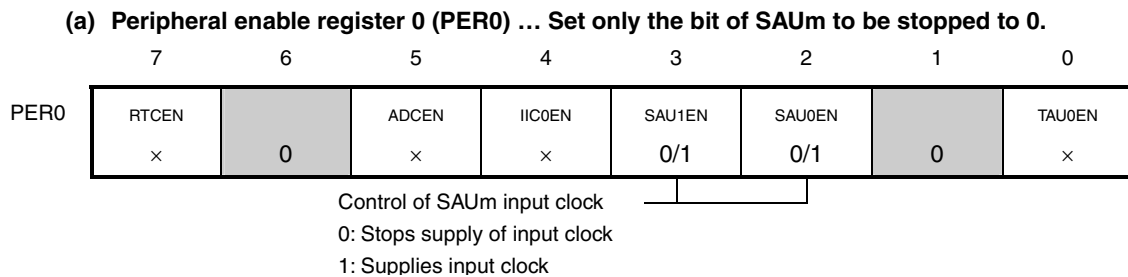 (a) Peripheral enable register 0 (PER0) … Set only the bit of SAUm to be stopped to 0.
7 6 5 4 3 2 1 0
PER0 RTCEN ADCEN IIC0EN SAU1EN SAU0EN TAU0EN
× 0 × × 0/1 0/1 0 ×
Control of SAUm input clock
0: Stops supply of input clock
1: Supplies input clock